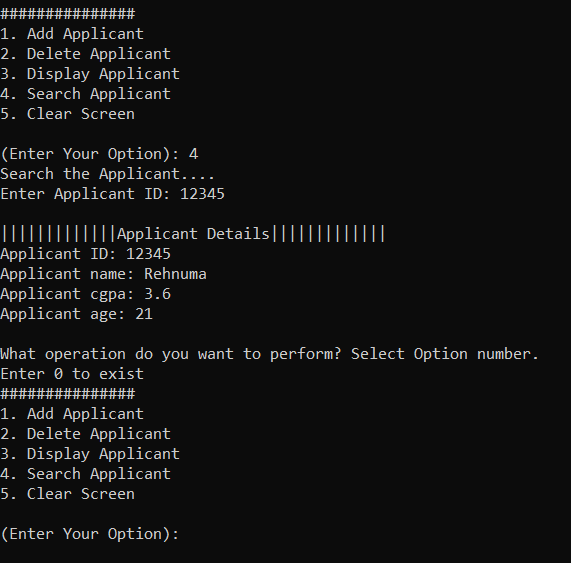 ###############
1. Add Applicant
2. Delete Applicant
3. Display Applicant
4. Search Applicant
5. Clear Screen
(Enter Your Option): 4
Search the Applicant....
Enter Applicant ID: 12345
|||||||||||||Applicant Details|||||||||||||
Applicant ID: 12345
Applicant name: Rehnuma
Applicant cgpa: 3.6
Applicant age: 21
What operation do you want to perform? Select Option number.
Enter 0 to exist
###############
1. Add Applicant
2. Delete Applicant
3. Display Applicant
4. Search Applicant
5. Clear Screen
(Enter Your Option):